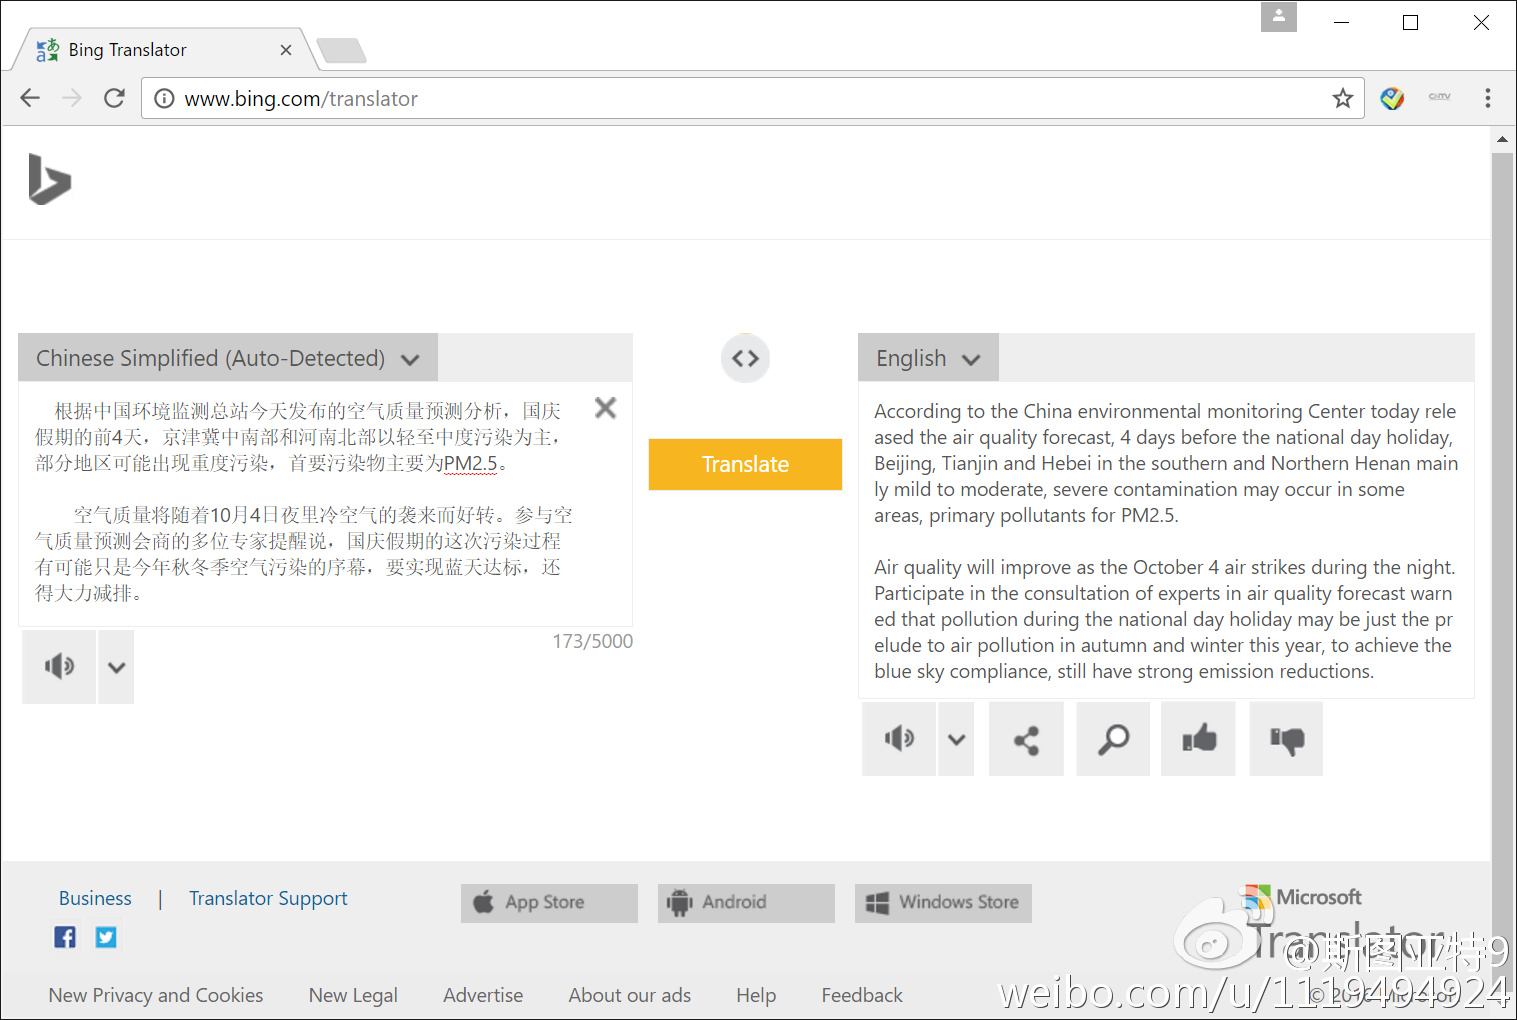 Bing Translator
www.bing.com/translator
CNTV
Chinese Simplified (Auto-Detected)
English
根据中国环境监测总站今天发布的空气质量预测分析，国庆
假期的前4天，京津冀中南部和河南北部以轻至中度污染为主，
部分地区可能出现重度污染，首要污染物主要为PM2.5。
空气质量将随着10月4日夜里冷空气的袭来而好转。参与空
气质量预测会商的多位专家提醒说，国庆假期的这次污染过程
有可能只是今年秋冬季空气污染的序幕，要实现蓝天达标，还
得大力减排。
173/5000
Translate
According to the China environmental monitoring Center today rele
ased the air quality forecast, 4 days before the national day holiday,
Beijing, Tianjin and Hebei in the southern and Northern Henan main
ly mild to moderate, severe contamination may occur in some
areas, primary pollutants for PM2.5.
Air quality will improve as the October 4 air strikes during the night.
Participate in the consultation of experts in air quality forecast warn
ed that pollution during the national day holiday may be just the pr
elude to air pollution in autumn and winter this year, to achieve the
blue sky compliance, still have strong emission reductions.
Business | Translator Support
App Store
Android
Windows Store
Microsoft
Translator
@斯图亚特9
New Privacy and Cookies
New Legal
Advertise
About our ads
Help
Feedback
© 2016 Microsoft
weibo.com/u/1119494924